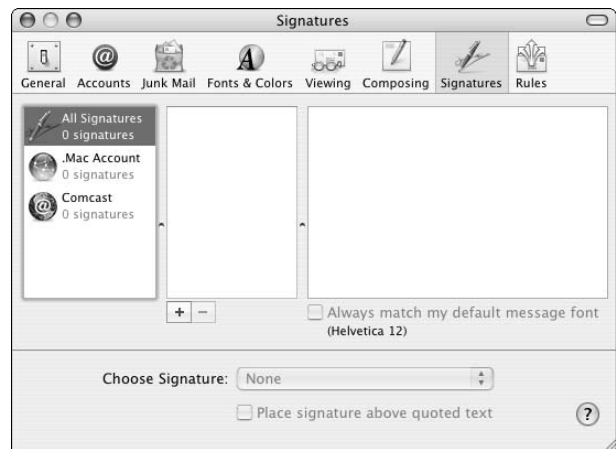 Signatures
General Accounts Junk Mail Fonts & Colors Viewing Composing Signatures Rules
All Signatures
0 signatures
.Mac Account
0 signatures
Comcast
0 signatures
+ −
Always match my default message font
(Helvetica 12)
Choose Signature: None
Place signature above quoted text
?